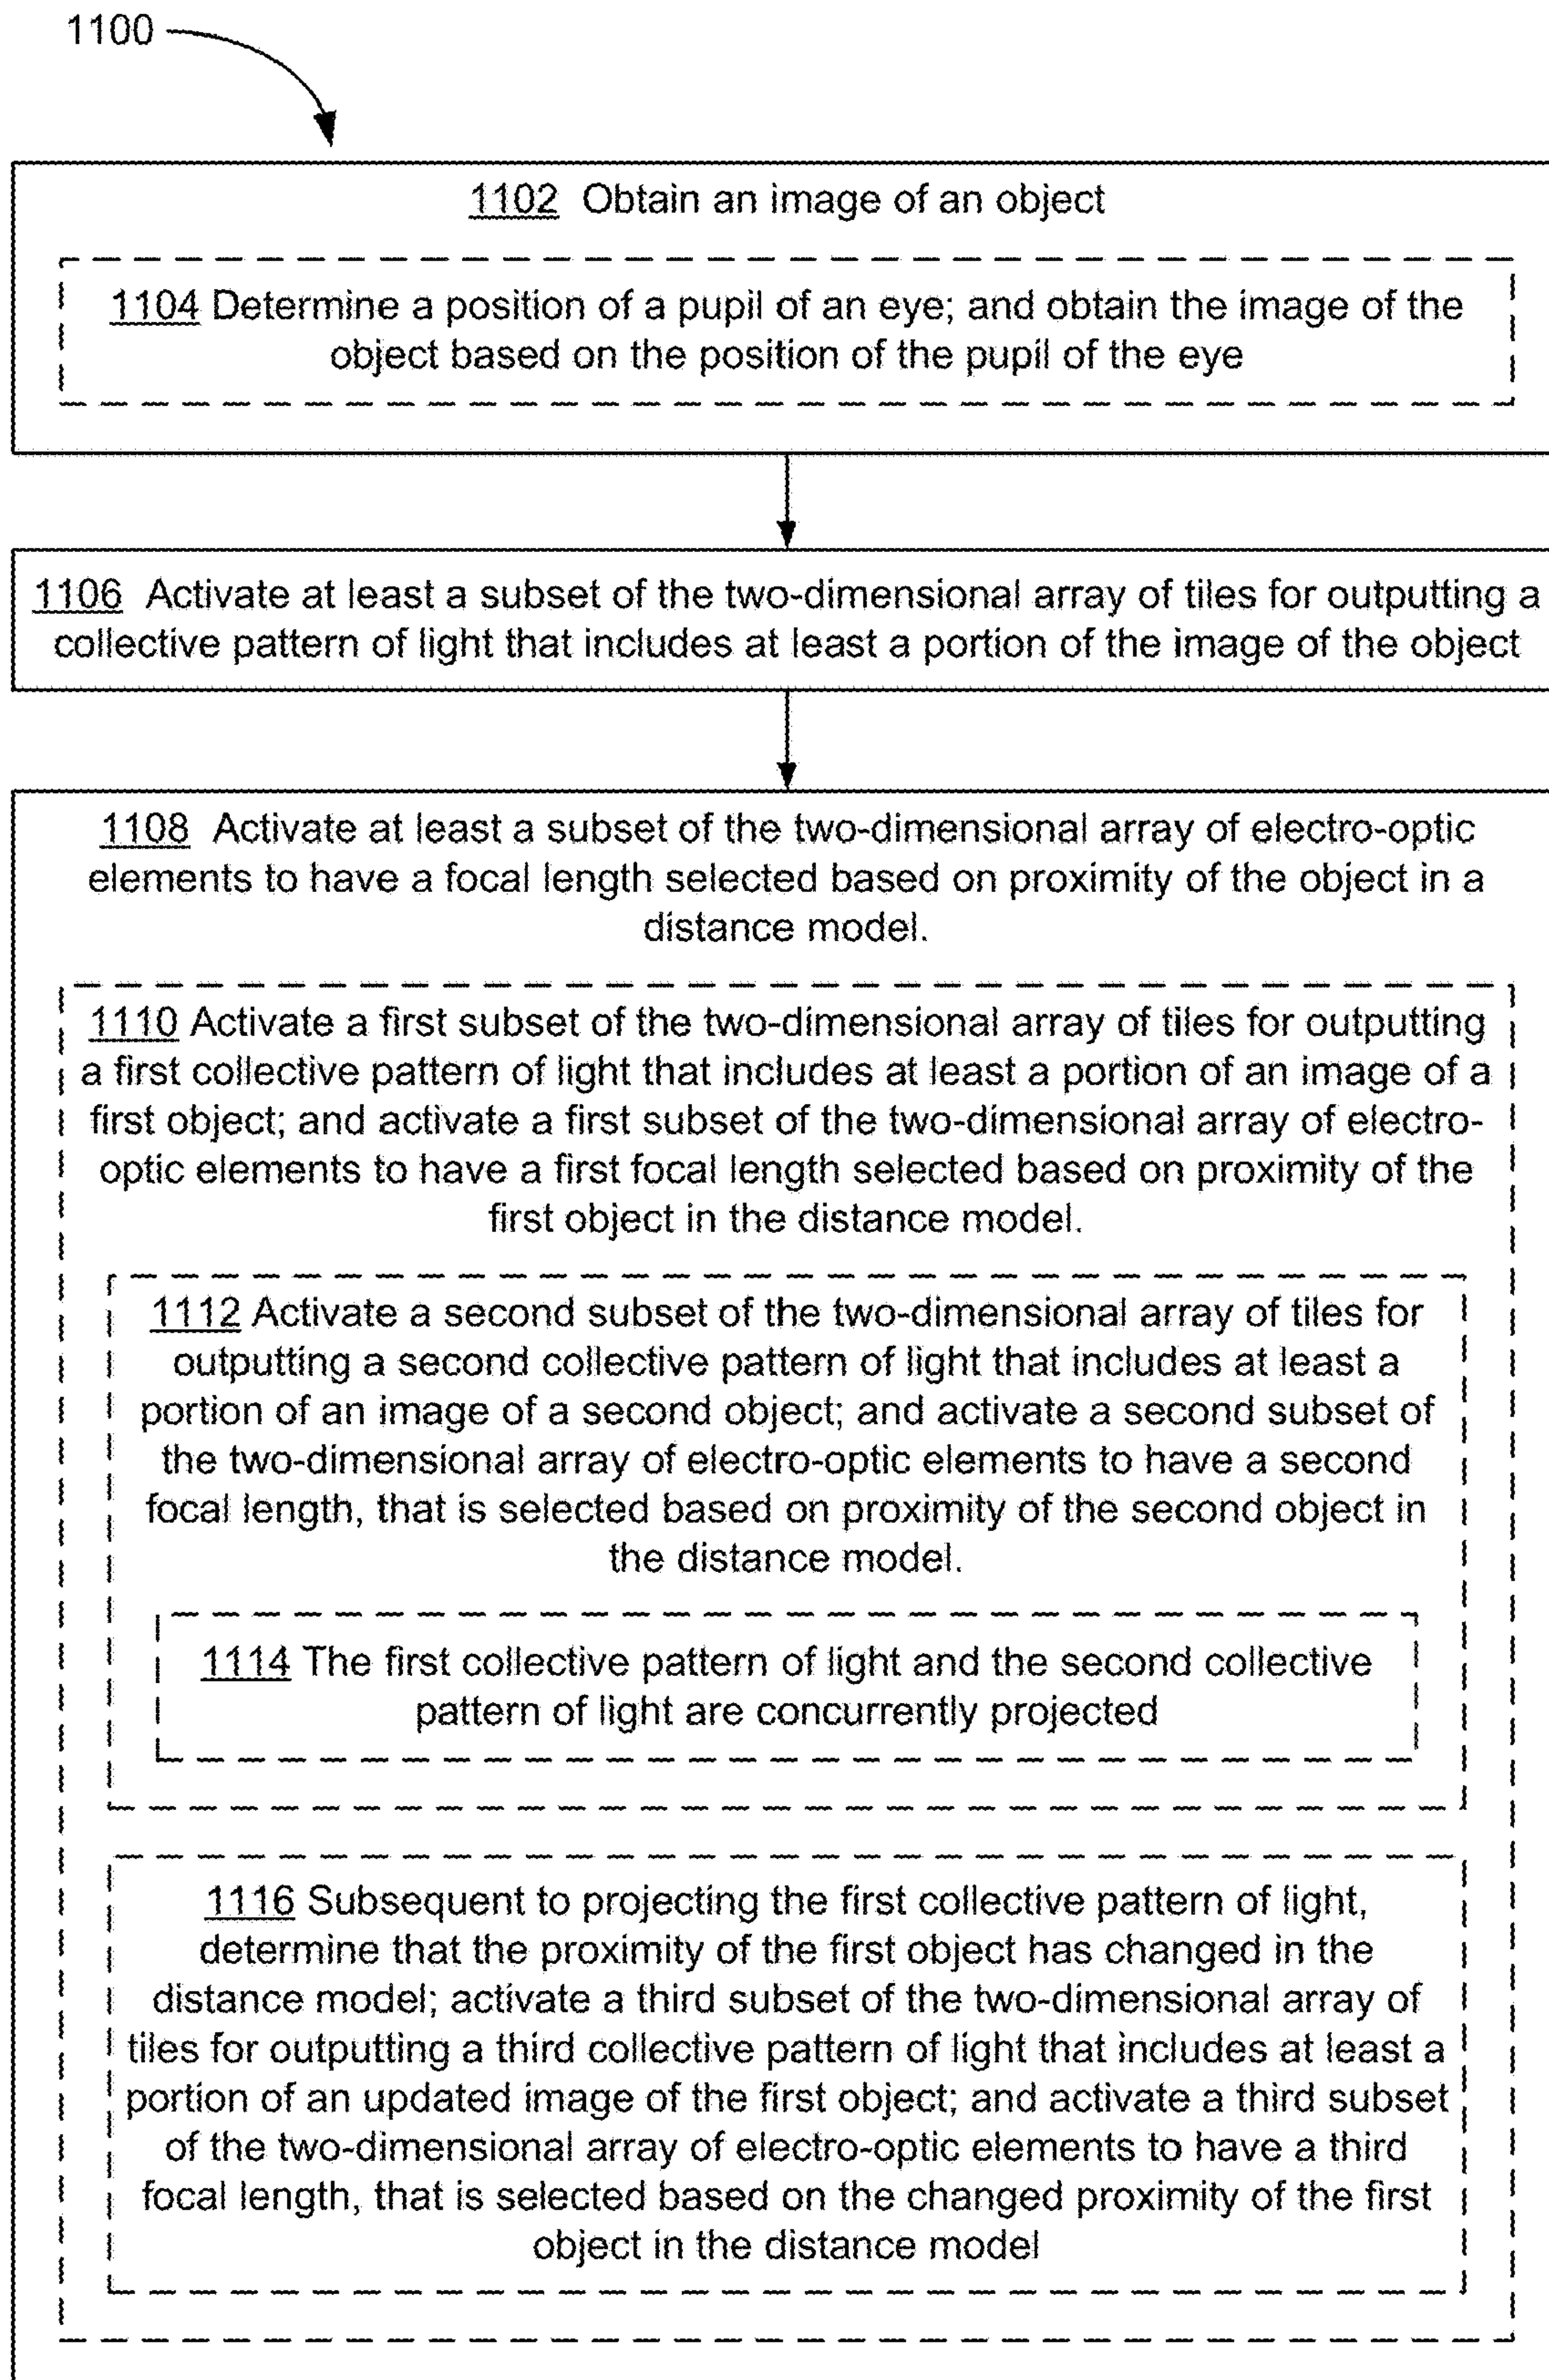 1100
1102 Obtain an image of an object
1104 Determine a position of a pupil of an eye; and obtain the image of the
object based on the position of the pupil of the eye
1106 Activate at least a subset of the two-dimensional array of tiles for outputting a
collective pattern of light that includes at least a portion of the image of the object
1108 Activate at least a subset of the two-dimensional array of electro-optic
elements to have a focal length selected based on proximity of the object in a
distance model.
1110 Activate a first subset of the two-dimensional array of tiles for outputting
a first collective pattern of light that includes at least a portion of an image of a
first object; and activate a first subset of the two-dimensional array of electro-
optic elements to have a first focal length selected based on proximity of the
first object in the distance model.
1112 Activate a second subset of the two-dimensional array of tiles for
outputting a second collective pattern of light that includes at least a
portion of an image of a second object; and activate a second subset of
the two-dimensional array of electro-optic elements to have a second
focal length, that is selected based on proximity of the second object in
the distance model.
1114 The first collective pattern of light and the second collective
pattern of light are concurrently projected
1116 Subsequent to projecting the first collective pattern of light,
determine that the proximity of the first object has changed in the
distance model; activate a third subset of the two-dimensional array of
tiles for outputting a third collective pattern of light that includes at least a
portion of an updated image of the first object; and activate a third subset
of the two-dimensional array of electro-optic elements to have a third
focal length, that is selected based on the changed proximity of the first
object in the distance model